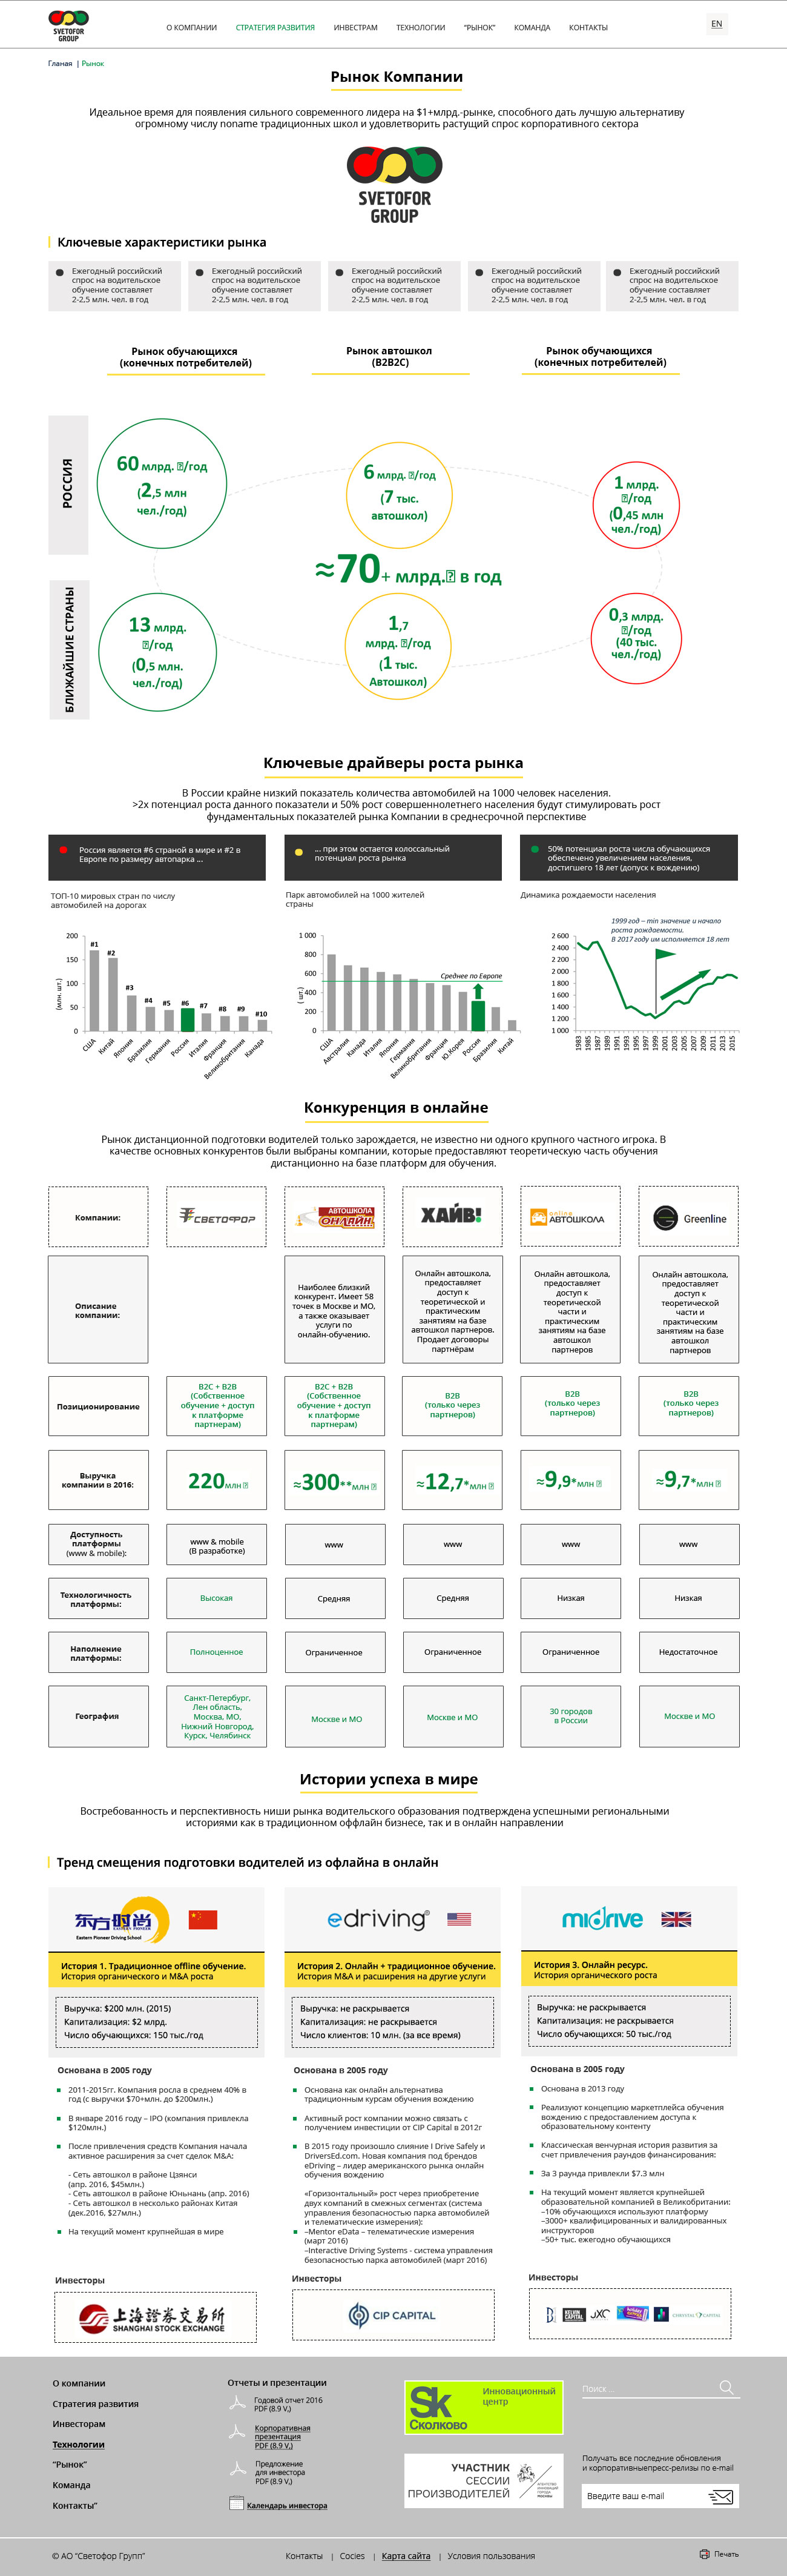 SVETOFOR
GROUP
О КОМПАНИИ
СТРАТЕГИЯ РАЗВИТИЯ
ИНВЕСТРАМ
ТЕХНОЛОГИИ
“РЫНОК”
КОМАНДА
КОНТАКТЫ
EN
Гланая | Рынок
Рынок Компании
Идеальное время для появления сильного современного лидера на $1+млрд.-рынке, способного дать лучшую альтернативу
огромному числу noname традиционных школ и удовлетворить растущий спрос корпоративного сектора
SVETOFOR
GROUP
Ключевые характеристики рынка
Ежегодный российский
спрос на водительское
обучение составляет
2-2,5 млн. чел. в год
Ежегодный российский
спрос на водительское
обучение составляет
2-2,5 млн. чел. в год
Ежегодный российский
спрос на водительское
обучение составляет
2-2,5 млн. чел. в год
Ежегодный российский
спрос на водительское
обучение составляет
2-2,5 млн. чел. в год
Ежегодный российский
спрос на водительское
обучение составляет
2-2,5 млн. чел. в год
Рынок обучающихся
(конечных потребителей)
Рынок автошкол
(B2B2C)
Рынок обучающихся
(конечных потребителей)
РОССИЯ
60 млрд. /год
(2,5 млн
чел./год)
6 млрд. /год
(7 тыс.
автошкол)
1 млрд.
/год
(0,45 млн
чел./год)
≈70+ млрд. в год
БЛИЖАЙШИЕ СТРАНЫ
13 млрд.
/год
(0,5 млн.
чел./год)
1,7
млрд. /год
(1 тыс.
Автошкол)
0,3 млрд.
/год
(40 тыс.
чел./год)
Ключевые драйверы роста рынка
В России крайне низкий показатель количества автомобилей на 1000 человек населения.
>2x потенциал роста данного показателя и 50% рост совершеннолетнего населения будут стимулировать рост
фундаментальных показателей рынка Компании в среднесрочной перспективе
Россия является #6 страной в мире и #2 в
Европе по размеру автопарка ...
... при этом остается колоссальный
потенциал роста рынка
50% потенциал роста числа обучающихся
обеспечено увеличением населения,
достигшего 18 лет (допуск к вождению)
ТОП-10 мировых стран по числу
автомобилей на дорогах
(млн. шт.)
200
150
100
50
0
#1
#2
#3
#4
#5
#6
#7
#8
#9
#10
США
Китай
Япония
Бразилия
Германия
Россия
Италия
Франция
Великобритания
Канада
Парк автомобилей на 1000 жителей
страны
( шт.)
1 000
800
600
400
200
0
Среднее по Европе
США
Австралия
Канада
Италия
Япония
Германия
Великобритания
Франция
Ю.Корея
Россия
Бразилия
Китай
Динамика рождаемости населения
1999 год – min значение и начало
роста рождаемости.
В 2017 году им исполняется 18 лет
2 600
2 400
2 200
2 000
1 800
1 600
1 400
1 200
1 000
1983
1985
1987
1989
1991
1993
1995
1997
1999
2001
2003
2005
2007
2009
2011
2013
2015
Конкуренция в онлайне
Рынок дистанционной подготовки водителей только зарождается, не известно ни одного крупного частного игрока. В
качестве основных конкурентов были выбраны компании, которые предоставляют теоретическую часть обучения
дистанционно на базе платформ для обучения.
Компании:
СВЕТОФОР
АВТОШКОЛА
ОНЛАЙН
ХАЙВ!
online
АВТОШКОЛА
Greenline
Описание
компании:
Наиболее близкий
конкурент. Имеет 58
точек в Москве и МО,
а также оказывает
услуги по
онлайн-обучению.
Онлайн автошкола,
предоставляет
доступ к
теоретической и
практическим
занятиям на базе
автошкол партнеров.
Продает договоры
партнёрам
Онлайн автошкола,
предоставляет
доступ к
теоретической
части и
практическим
занятиям на базе
автошкол
партнеров
Онлайн автошкола,
предоставляет
доступ к
теоретической
части и
практическим
занятиям на базе
автошкол
партнеров
Позиционирование
B2C + B2B
(Собственное
обучение + доступ
к платформе
партнерам)
B2C + B2B
(Собственное
обучение + доступ
к платформе
партнерам)
B2B
(только через
партнеров)
B2B
(только через
партнеров)
B2B
(только через
партнеров)
Выручка
компании в 2016:
220млн
≈300**млн
≈12,7*млн
≈9,9*млн
≈9,7*млн
Доступность
платформы
(www & mobile):
www & mobile
(В разработке)
www
www
www
www
Технологичность
платформы:
Высокая
Средняя
Средняя
Низкая
Низкая
Наполнение
платформы:
Полноценное
Ограниченное
Ограниченное
Ограниченное
Недостаточное
География
Санкт-Петербург,
Лен область,
Москва, МО,
Нижний Новгород,
Курск, Челябинск
Москве и МО
Москве и МО
30 городов
в России
Москве и МО
Истории успеха в мире
Востребованность и перспективность ниши рынка водительского образования подтверждена успешными региональными
историями как в традиционном оффлайн бизнесе, так и в онлайн направлении
Тренд смещения подготовки водителей из офлайна в онлайн
东方时尚
Eastern Pioneer Driving School
История 1. Традиционное offline обучение.
История органического и M&A роста
Выручка: $200 млн. (2015)
Капитализация: $2 млрд.
Число обучающихся: 150 тыс./год
Основана в 2005 году
2011-2015гг. Компания росла в среднем 40% в
год (с выручки $70+млн. до $200млн.)
В январе 2016 году – IPO (компания привлекла
$120млн.)
После привлечения средств Компания начала
активное расширения за счет сделок M&A:
- Сеть автошкол в районе Цзянси
(апр. 2016, $45млн.)
- Сеть автошкол в районе Юньнань (апр. 2016)
- Сеть автошкол в несколько районах Китая
(дек.2016, $27млн.)
На текущий момент крупнейшая в мире
Инвесторы
上海證券交易所
SHANGHAI STOCK EXCHANGE
edriving®
История 2. Онлайн + традиционное обучение.
История M&A и расширения на другие услуги
Выручка: не раскрывается
Капитализация: не раскрывается
Число клиентов: 10 млн. (за все время)
Основана в 2005 году
Основана как онлайн альтернатива
традиционным курсам обучения вождению
Активный рост компании можно связать с
получением инвестиции от CIP Capital в 2012г
В 2015 году произошло слияние I Drive Safely и
DriversEd.com. Новая компания под брендов
eDriving – лидер американского рынка онлайн
обучения вождению
«Горизонтальный» рост через приобретение
двух компаний в смежных сегментах (система
управления безопасностью парка автомобилей
и телематические измерения):
–Mentor eData – телематические измерения
(март 2016)
–Interactive Driving Systems - система управления
безопасностью парка автомобилей (март 2016)
Инвесторы
CIP CAPITAL
midrive
История 3. Онлайн ресурс.
История органического роста
Выручка: не раскрывается
Капитализация: не раскрывается
Число обучающихся: 50 тыс./год
Основана в 2005 году
Основана в 2013 году
Реализуют концепцию маркетплейса обучения
вождению с предоставлением доступа к
образовательному контенту
Классическая венчурная история развития за
счет привлечения раундов финансирования:
За 3 раунда привлекли $7.3 млн
На текущий момент является крупнейшей
образовательной компанией в Великобритании:
–10% обучающихся используют платформу
–3000+ квалифицированных и валидированных
инструкторов
–50+ тыс. ежегодно обучающихся
Инвесторы
KELVIN
CAPITAL
JXC
О компании
Стратегия развития
Инвесторам
Технологии
“Рынок”
Команда
Контакты”
Отчеты и презентации
Годовой отчет 2016
PDF (8.9 V,)
Корпоративная
презентация
PDF (8.9 V,)
Предложение
для инвестора
PDF (8.9 V,)
Календарь инвестора
Sk
Сколково
Инновационный
центр
УЧАСТНИК
СЕССИИ
ПРОИЗВОДИТЕЛЕЙ
АГЕНТСТВО
ИННОВАЦИЙ
ГОРОДА
МОСКВЫ
Поиск ...
Получать все последние обновления
и корпоративныепресс-релизы по e-mail
Введите ваш e-mail
© АО “Светофор Групп”
Контакты | Cocies | Карта сайта | Условия пользования
Печать